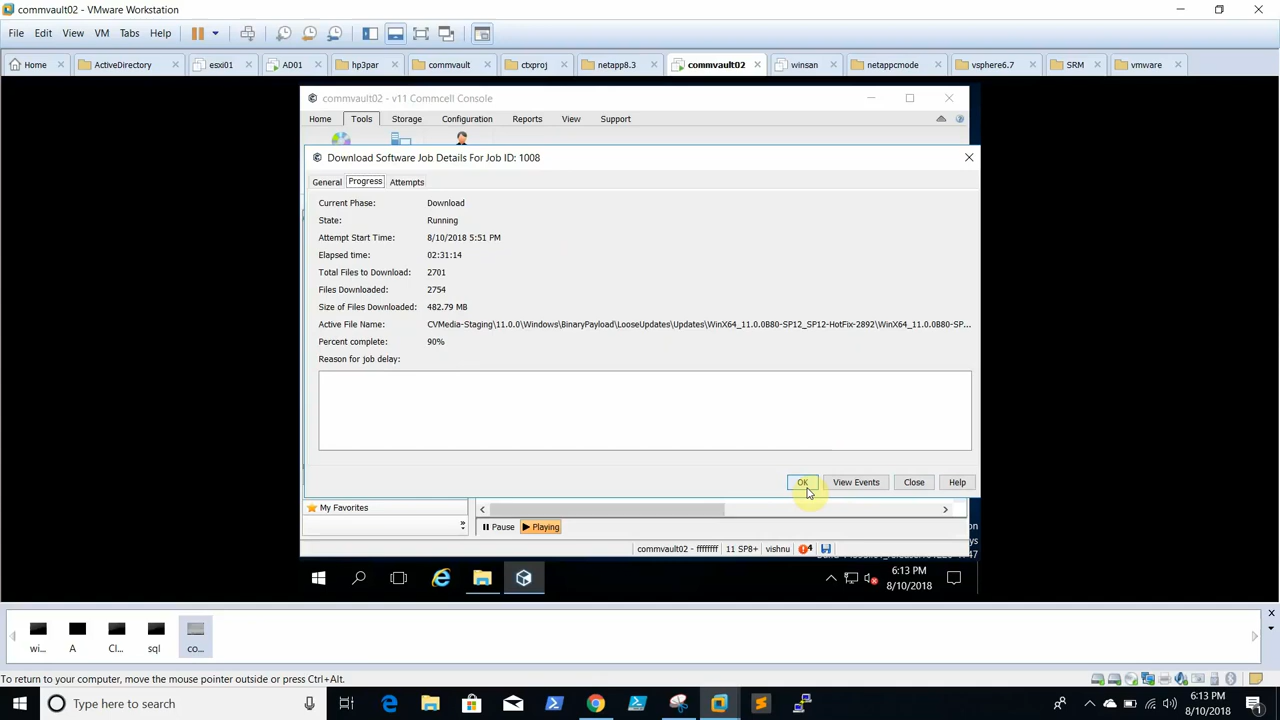 commvault02 - VMware Workstation
File Edit View VM Tabs Help
Home ActiveDirectory esxi01 AD01 hp3par commvault ctxproj netapp8.3 commvault02 winsan netappcmode vsphere6.7 SRM vmware
commvault02 - v11 Commcell Console
Home Tools Storage Configuration Reports View Support
Download Software Job Details For Job ID: 1008
General Progress Attempts
Current Phase: Download
State: Running
Attempt Start Time: 8/10/2018 5:51 PM
Elapsed time: 02:31:14
Total Files to Download: 2701
Files Downloaded: 2754
Size of Files Downloaded: 482.79 MB
Active File Name: CVMedia-Staging\11.0.0\Windows\BinaryPayload\LooseUpdates\Updates\WinX64_11.0.0B80-SP12_SP12-HotFix-2892\WinX64_11.0.0B80-SP...
Percent complete: 90%
Reason for job delay:
OK View Events Close Help
My Favorites
Pause Playing
commvault02 - ffffffff 11 SP8+ vishnu 4
6:13 PM
8/10/2018
wi... A Cl... sql co...
To return to your computer, move the mouse pointer outside or press Ctrl+Alt.
Type here to search
6:13 PM
8/10/2018